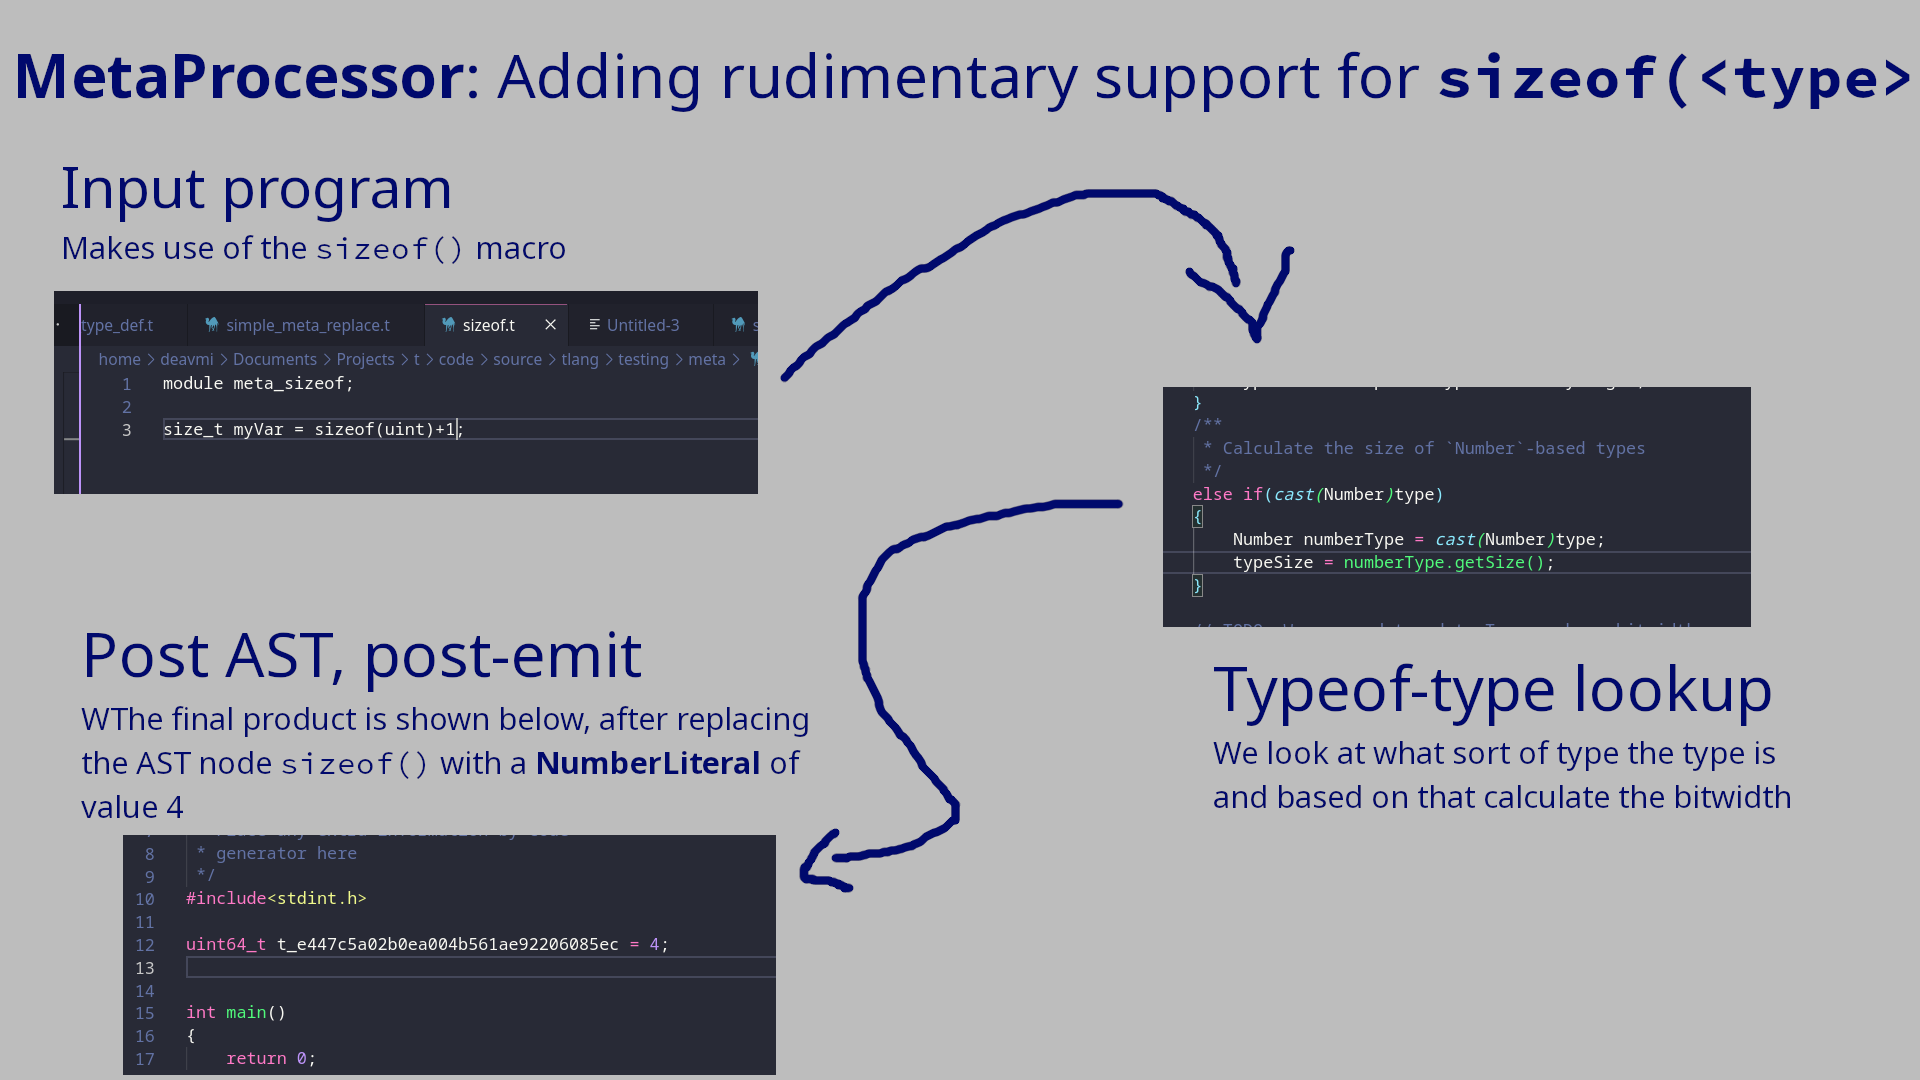 MetaProcessor: Adding rudimentary support for sizeof(<type>
Input program
Makes use of the sizeof() macro
type_def.t simple_meta_replace.t sizeof.t Untitled-3 s
home > deavmi > Documents > Projects > t > code > source > tlang > testing > meta >
1 module meta_sizeof;
2
3 size_t myVar = sizeof(uint)+1;
}
/**
* Calculate the size of `Number`-based types
*/
else if(cast(Number)type)
{
Number numberType = cast(Number)type;
typeSize = numberType.getSize();
}
Typeof-type lookup
We look at what sort of type the type is
and based on that calculate the bitwidth
Post AST, post-emit
WThe final product is shown below, after replacing
the AST node sizeof() with a NumberLiteral of
value 4
8 * generator here
9 */
10 #include<stdint.h>
11
12 uint64_t t_e447c5a02b0ea004b561ae92206085ec = 4;
13
14
15 int main()
16 {
17 return 0;